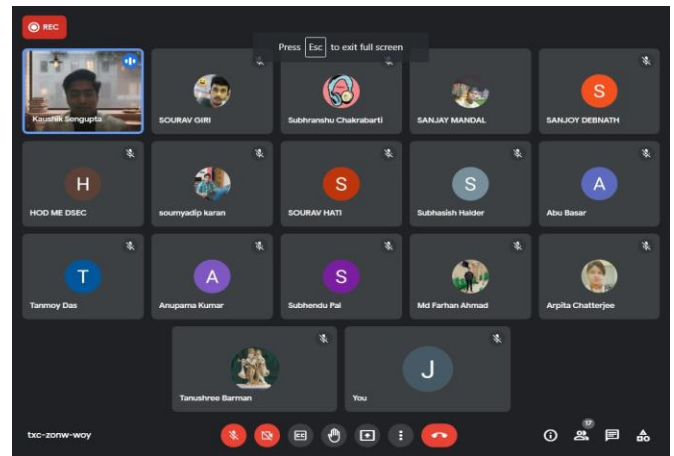 REC
Press Esc to exit full screen
Kaushik Sengupta
SOURAV GIRI
Subhranshu Chakrabarti
SANJAY MANDAL
S
SANJOY DEBNATH
H
HOD ME DSEC
soumyadip karan
S
SOURAV HATI
S
Subhasish Halder
A
Abu Basar
T
Tanmoy Das
A
Anupama Kumar
S
Subhendu Pal
Md Farhan Ahmad
Arpita Chatterjee
Tanushree Barman
J
You
txc-zonw-woy
17